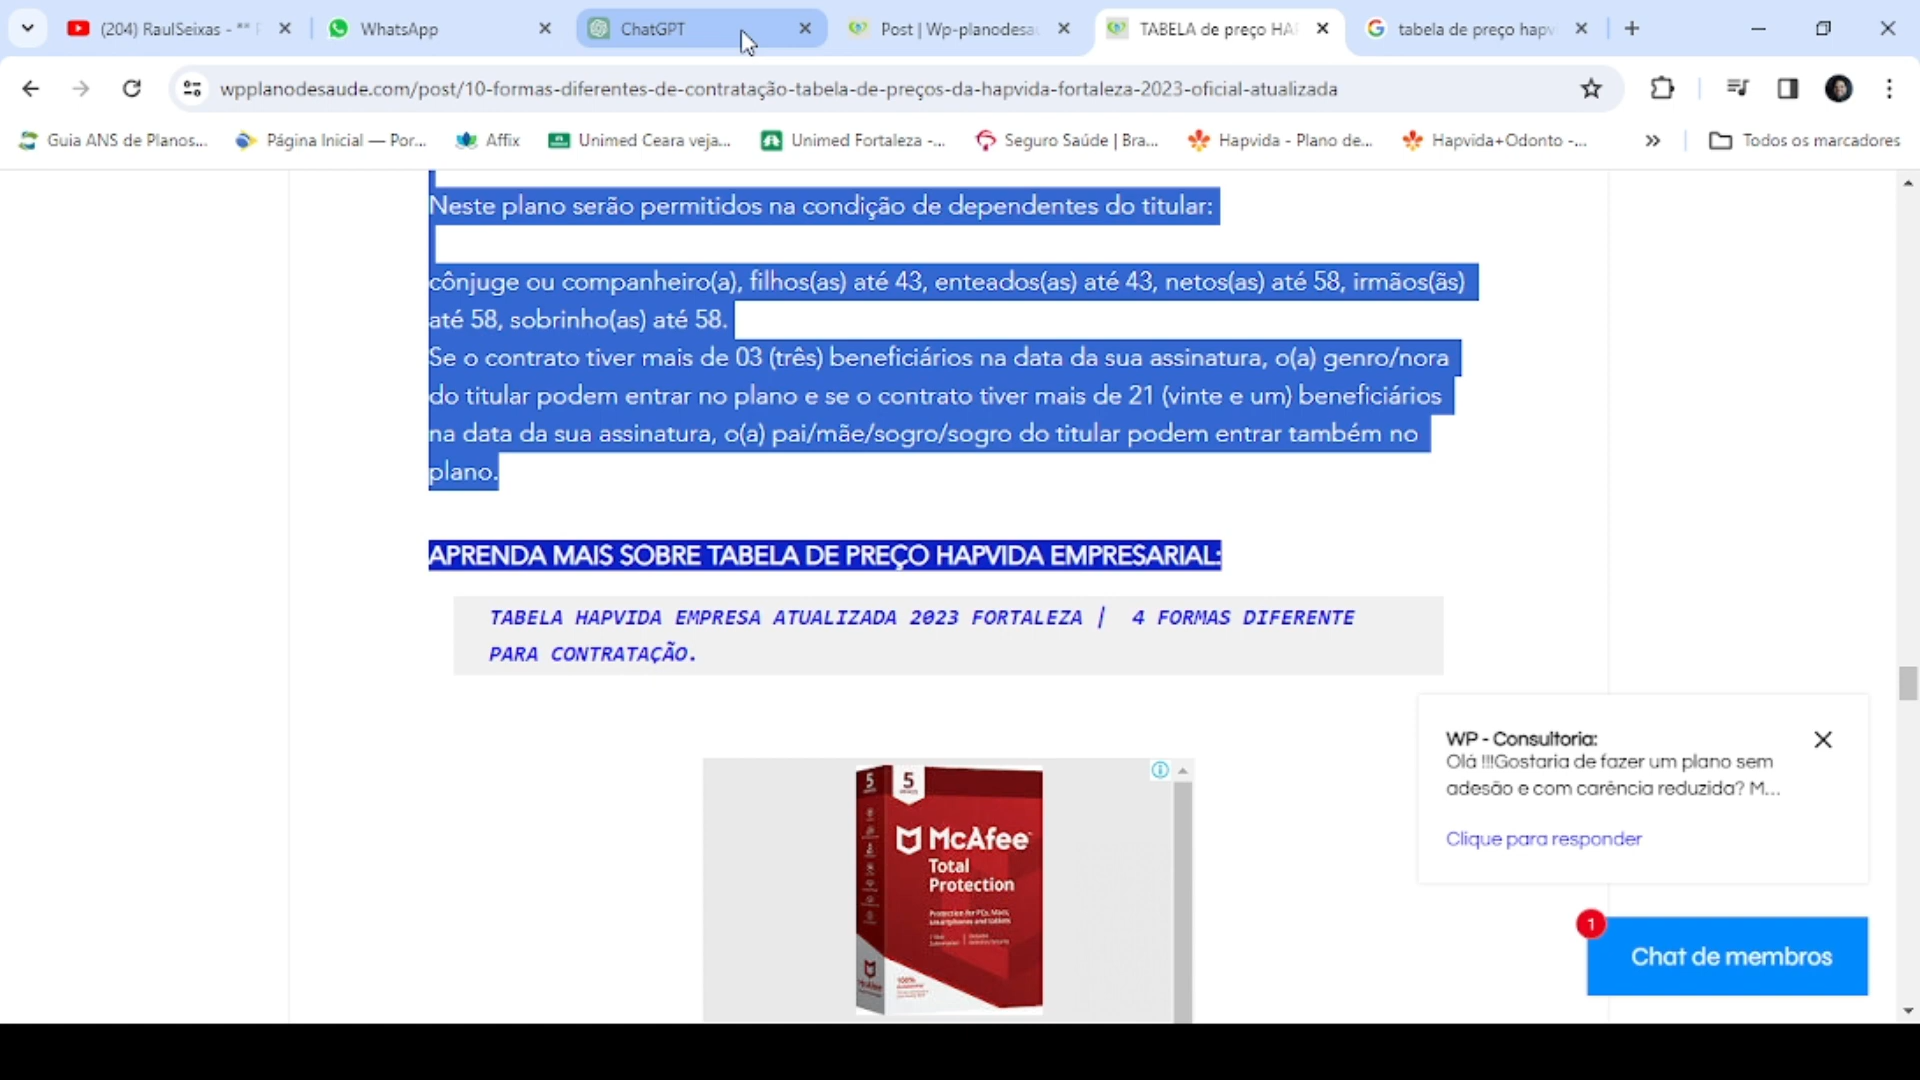 (204) RaulSeixas - **
WhatsApp
ChatGPT
Post | Wp-planodesa
TABELA de preço HA
tabela de preço hapv
wpplanodesaude.com/post/10-formas-diferentes-de-contratação-tabela-de-preços-da-hapvida-fortaleza-2023-oficial-atualizada
Guia ANS de Planos...
Página Inicial — Por...
Affix
Unimed Ceara veja...
Unimed Fortaleza -...
Seguro Saúde | Bra...
Hapvida - Plano de...
Hapvida+Odonto -...
»
Todos os marcadores
Neste plano serão permitidos na condição de dependentes do titular:
cônjuge ou companheiro(a), filhos(as) até 43, enteados(as) até 43, netos(as) até 58, irmãos(ãs)
até 58, sobrinho(as) até 58.
Se o contrato tiver mais de 03 (três) beneficiários na data da sua assinatura, o(a) genro/nora
do titular podem entrar no plano e se o contrato tiver mais de 21 (vinte e um) beneficiários
na data da sua assinatura, o(a) pai/mãe/sogro/sogro do titular podem entrar também no
plano.
APRENDA MAIS SOBRE TABELA DE PREÇO HAPVIDA EMPRESARIAL:
TABELA HAPVIDA EMPRESA ATUALIZADA 2023 FORTALEZA | 4 FORMAS DIFERENTE
PARA CONTRATAÇÃO.
5
5
McAfee
Total
Protection
WP - Consultoria:
Olá !!!Gostaria de fazer um plano sem
adesão e com carência reduzida? M...
Clique para responder
1
Chat de membros